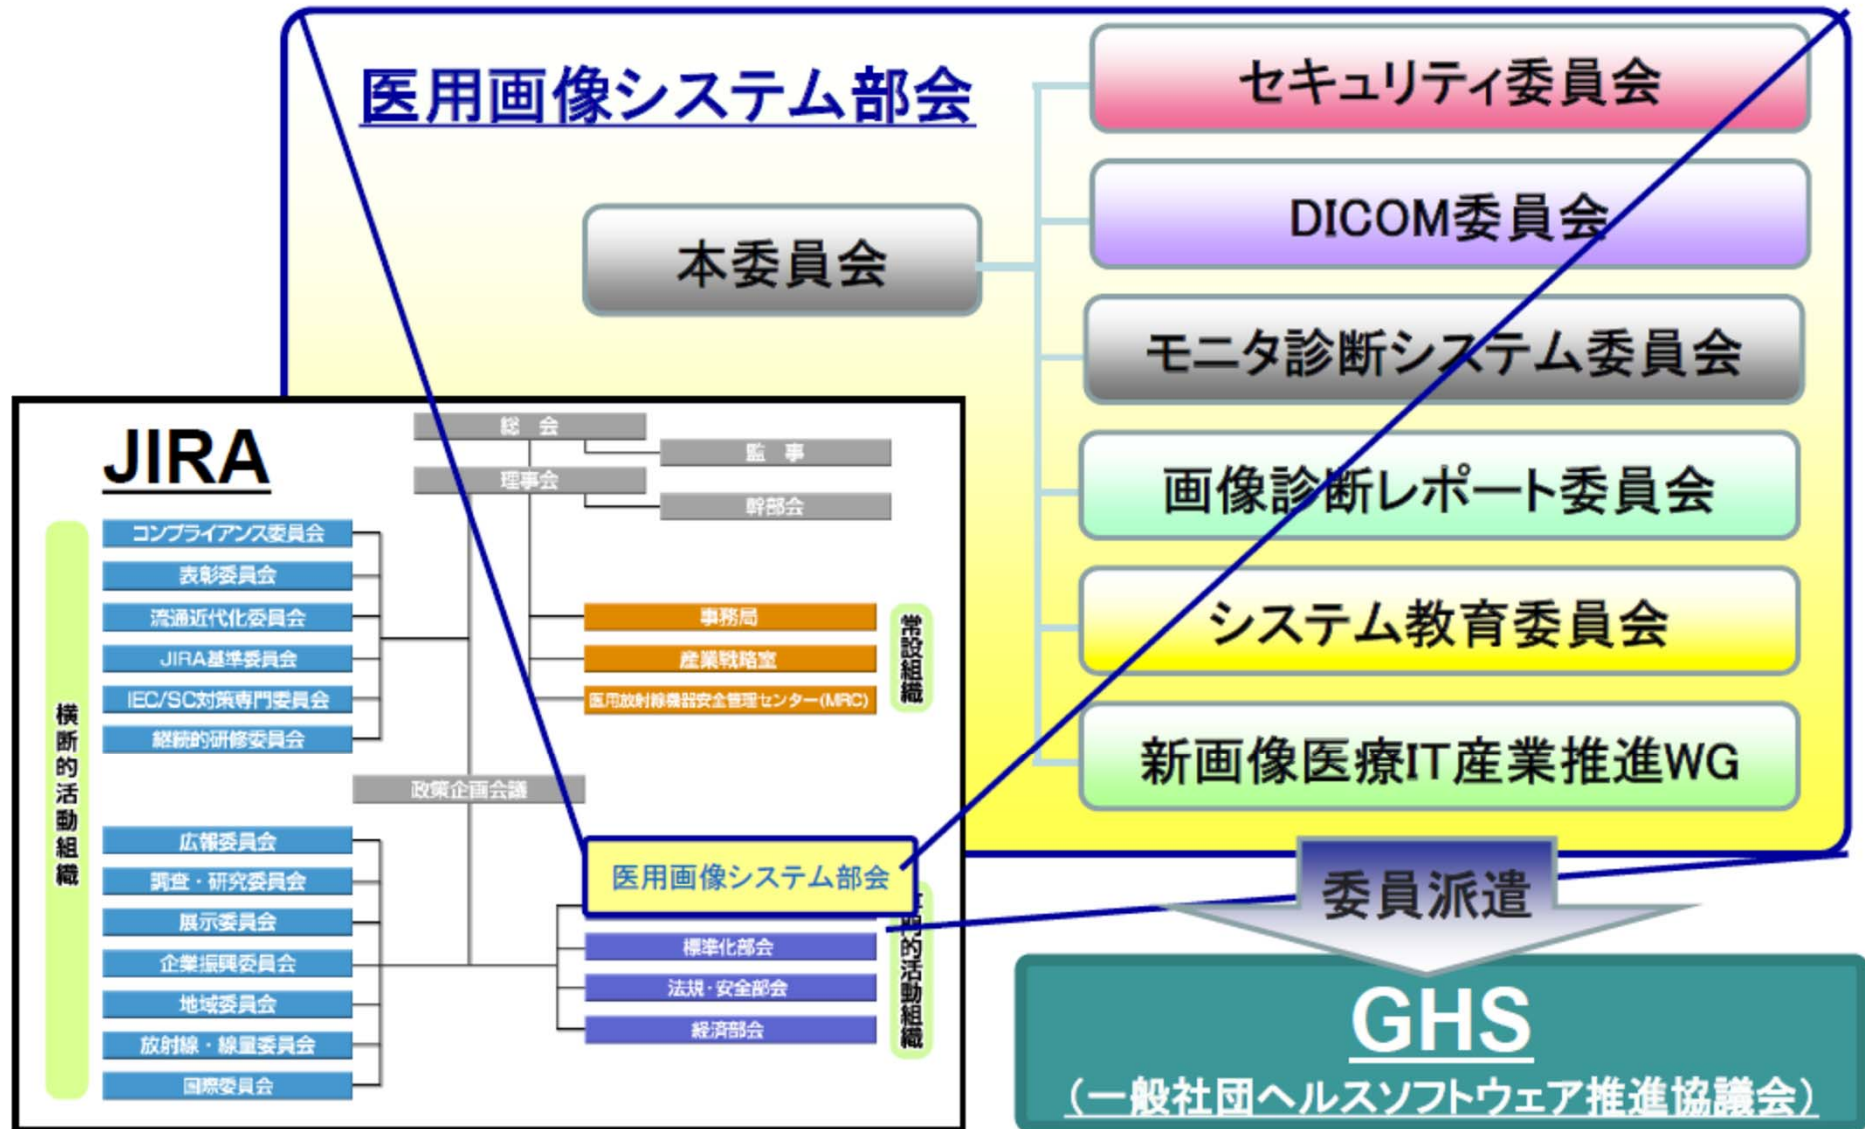 医用画像システム部会
本委員会
セキュリティ委員会
DICOM委員会
モニタ診断システム委員会
画像診断レポート委員会
システム教育委員会
新画像医療IT産業推進WG
JIRA
総 会
監 事
理事会
幹部会
横断的活動組織
コンプライアンス委員会
表彰委員会
流通近代化委員会
JIRA基準委員会
IEC/SC対策専門委員会
継続的研修委員会
事務局
産業戦略室
医用放射線機器安全管理センター(MRC)
常設組織
政策企画会議
広報委員会
調査・研究委員会
展示委員会
企業振興委員会
地域委員会
放射線・線量委員会
国際委員会
医用画像システム部会
標準化部会
法規・安全部会
経済部会
門的活動組織
委員派遣
GHS
(一般社団ヘルスソフトウェア推進協議会)